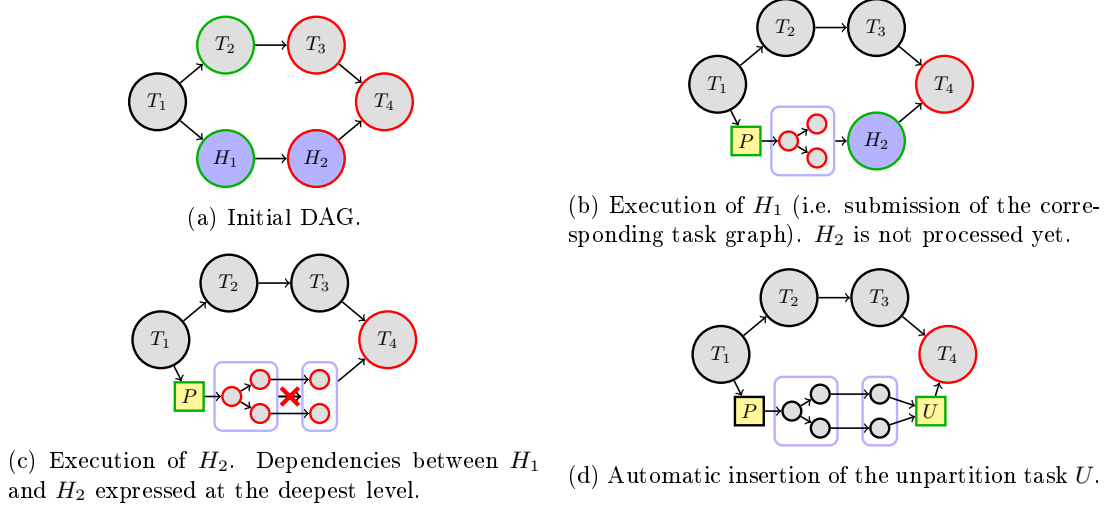 T2 T3
T1 T4
H1 H2
(a) Initial DAG.
T2 T3
T1 T4
P H2
(b) Execution of H1 (i.e. submission of the corre-
sponding task graph). H2 is not processed yet.
T2 T3
T1 T4
P
(c) Execution of H2. Dependencies between H1
and H2 expressed at the deepest level.
T2 T3
T1 T4
P U
(d) Automatic insertion of the unpartition task U.